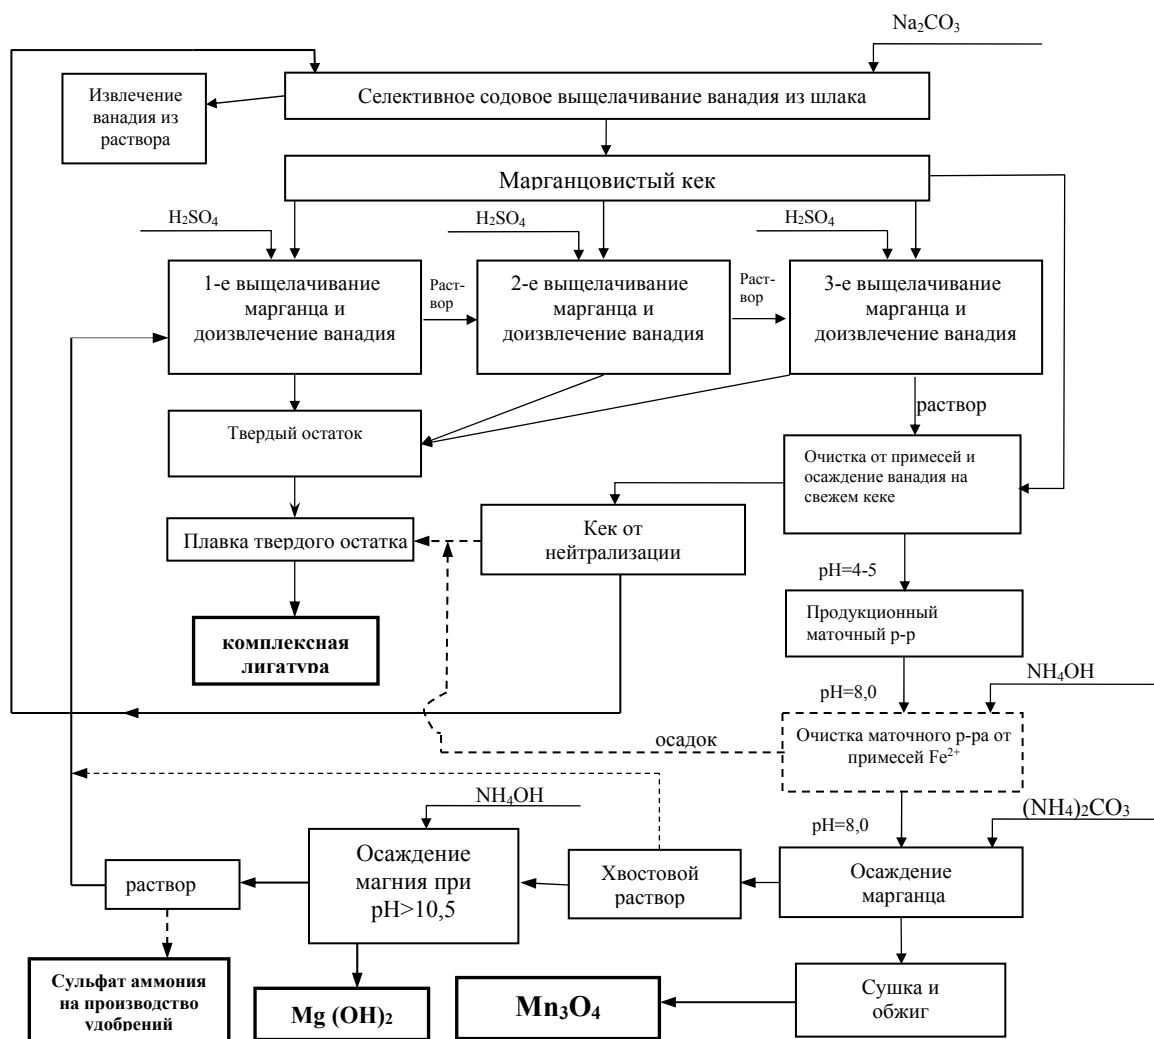 Na₂CO₃
Извлечение
ванадия из
раствора
Селективное содовое выщелачивание ванадия из шлака
Марганцовистый кек
H₂SO₄
H₂SO₄
H₂SO₄
1-е выщелачивание
марганца и
доизвлечение ванадия
Раст-
вор
2-е выщелачивание
марганца и
доизвлечение ванадия
Раст-
вор
3-е выщелачивание
марганца и
доизвлечение ванадия
раствор
Твердый остаток
Очистка от примесей и
осаждение ванадия на
свежем кеке
Плавка твердого остатка
Кек от
нейтрализации
pH=4-5
комплексная
лигатура
Продукционный
маточный р-р
pH=8,0
NH₄OH
осадок
Очистка маточного р-ра от
примесей Fe²⁺
pH=8,0
(NH₄)₂CO₃
NH₄OH
раствор
Осаждение
магния при
pH>10,5
Хвостовой
раствор
Осаждение
марганца
Сульфат аммония
на производство
удобрений
Mg (OH)₂
Mn₃O₄
Сушка и
обжиг